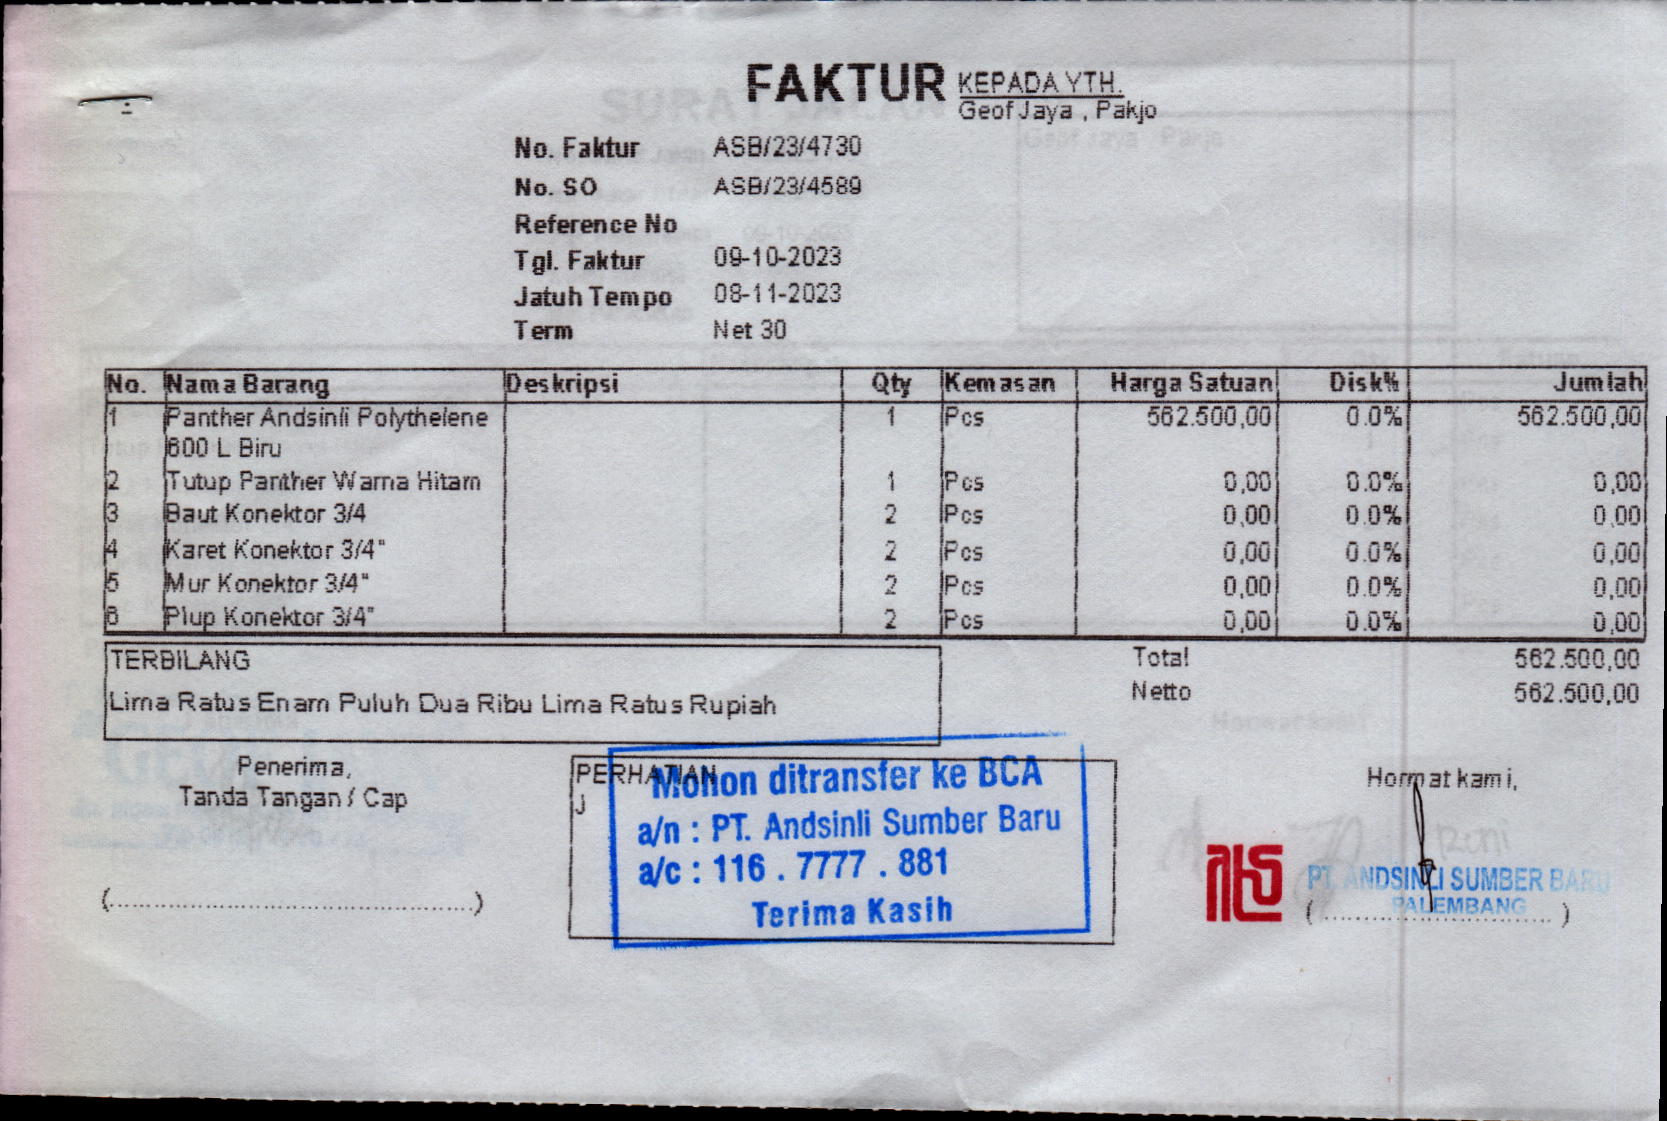 FAKTUR
KEPADA YTH.
Geof Jaya , Pakjo
No. Faktur ASB/23/4730
No. SO ASB/23/4589
Reference No
Tgl. Faktur 09-10-2023
Jatuh Tempo 08-11-2023
Term Net 30
No. Nama Barang Deskripsi Qty Kemasan Harga Satuan Disk% Jumlah
1 Panther Andsinli Polythelene 1 Pcs 562.500,00 0.0% 562.500,00
600 L Biru
2 Tutup Panther Warna Hitam 1 Pcs 0,00 0.0% 0,00
3 Baut Konektor 3/4 2 Pcs 0,00 0.0% 0,00
4 Karet Konektor 3/4" 2 Pcs 0,00 0.0% 0,00
5 Mur Konektor 3/4" 2 Pcs 0,00 0.0% 0,00
6 Plup Konektor 3/4" 2 Pcs 0,00 0.0% 0,00
TERBILANG
Lima Ratus Enam Puluh Dua Ribu Lima Ratus Rupiah
Total 562.500,00
Netto 562.500,00
Penerima,
Tanda Tangan / Cap
(..............................................)
PERHATIAN
J
Mohon ditransfer ke BCA
a/n : PT. Andsinli Sumber Baru
a/c : 116 . 7777 . 881
Terima Kasih
Hormat kami,
PT. ANDSINLI SUMBER BARU
PALEMBANG
(..............................)